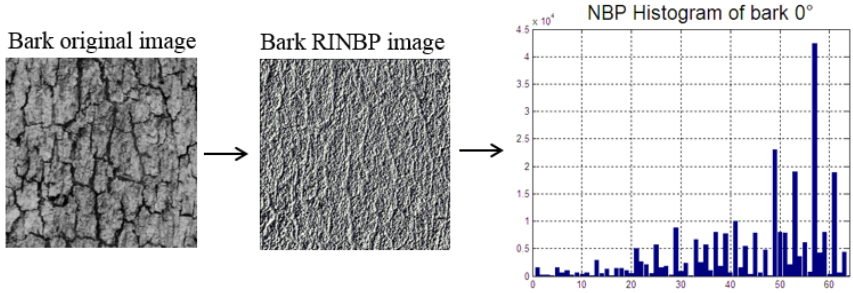 Bark original image
Bark RINBP image
NBP Histogram of bark 0°
x 10⁴
4.5
4
3.5
3
2.5
2
1.5
1
0.5
0
0 10 20 30 40 50 60